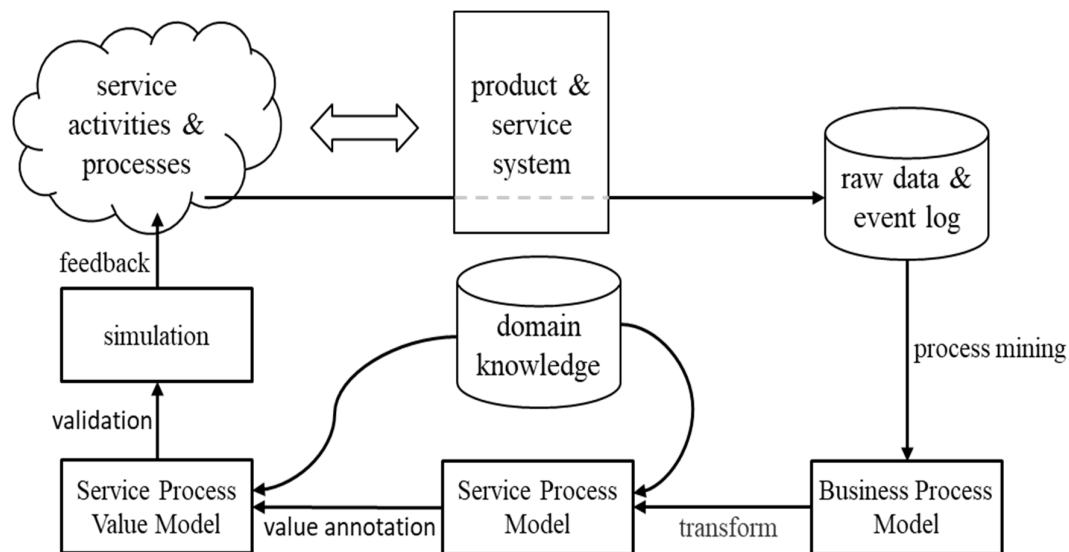 service
activities &
processes
product &
service
system
raw data &
event log
feedback
simulation
domain
knowledge
process mining
validation
Service Process
Value Model
value annotation
Service Process
Model
transform
Business Process
Model